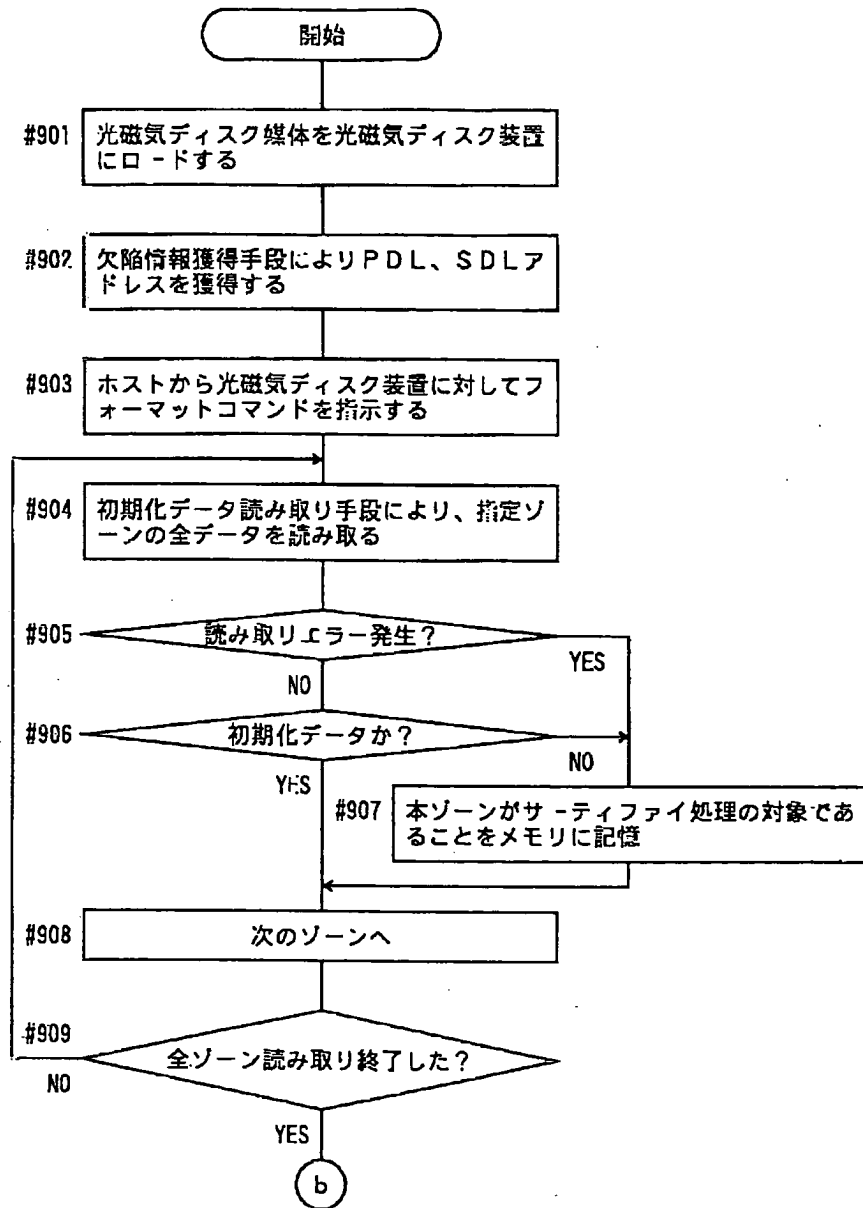 開始
#901
光磁気ディスク媒体を光磁気ディスク装置
にロードする
#902
欠陥情報獲得手段によりPDL、SDLア
ドレスを獲得する
#903
ホストから光磁気ディスク装置に対してフ
ォーマットコマンドを指示する
#904
初期化データ読み取り手段により、指定ゾ
ーンの全データを読み取る
#905
読み取りエラー発生?
YES
NO
#906
初期化データか?
NO
YES
#907
本ゾーンがサーティファイ処理の対象であ
ることをメモリに記憶
#908
次のゾーンへ
#909
全ゾーン読み取り終了した?
NO
YES
b